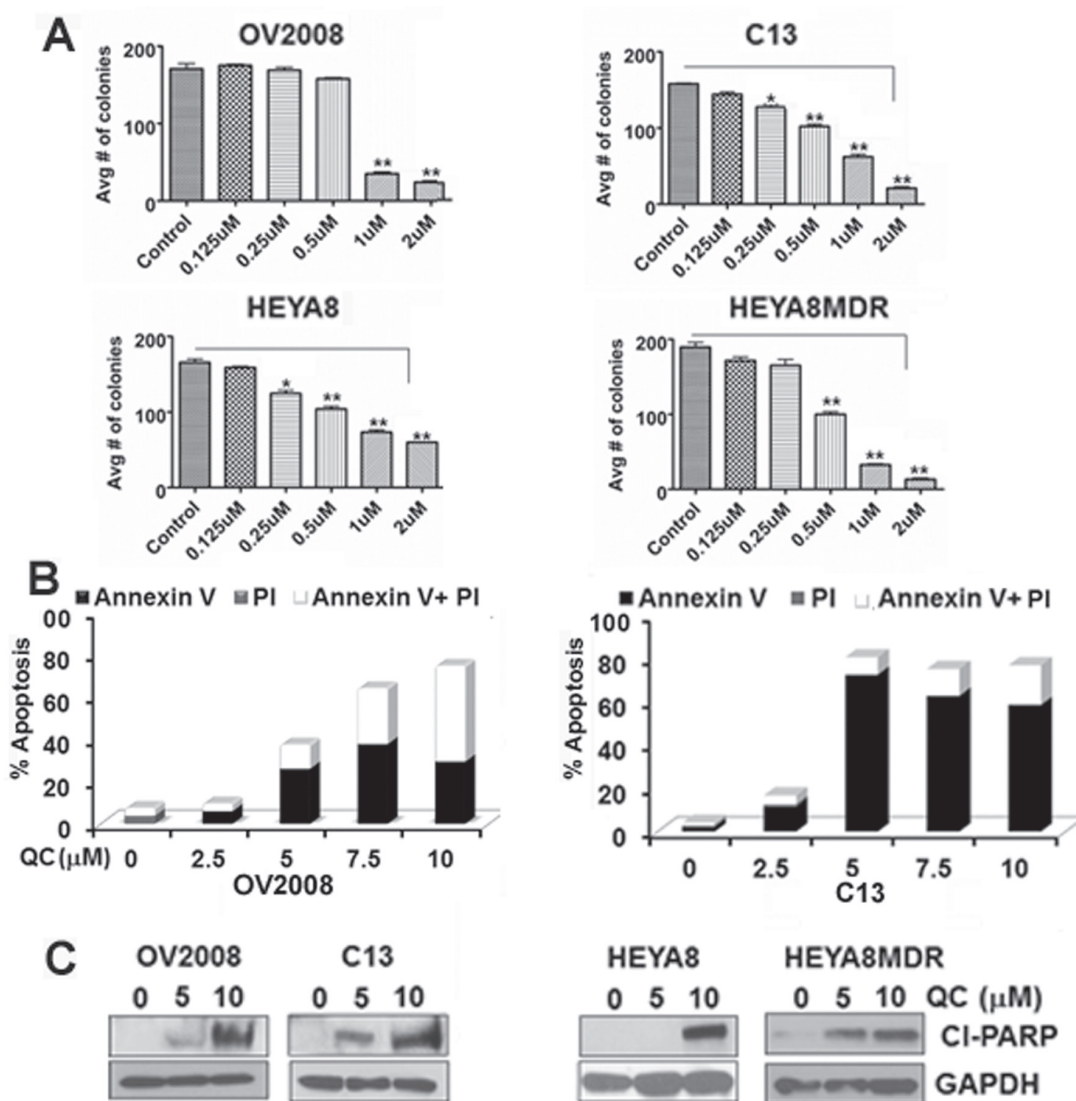 A
OV2008
Avg # of colonies
200
100
0
Control
0.125uM
0.25uM
0.5uM
1uM
2uM
**
**
C13
Avg # of colonies
200
100
0
Control
0.125uM
0.25uM
0.5uM
1uM
2uM
*
**
**
**
HEYA8
Avg # of colonies
200
100
0
Control
0.125uM
0.25uM
0.5uM
1uM
2uM
*
**
**
**
HEYA8MDR
Avg # of colonies
200
100
0
Control
0.125uM
0.25uM
0.5uM
1uM
2uM
**
**
**
B
Annexin V PI Annexin V+ PI
% Apoptosis
00
80
60
40
20
0
QC (μM) 0 2.5 5 7.5 10
OV2008
Annexin V PI Annexin V+ PI
% Apoptosis
100
80
60
40
20
0
0 2.5 5 7.5 10
C13
C
OV2008 C13 HEYA8 HEYA8MDR
0 5 10 0 5 10 0 5 10 0 5 10 QC (μM)
Cl-PARP
GAPDH